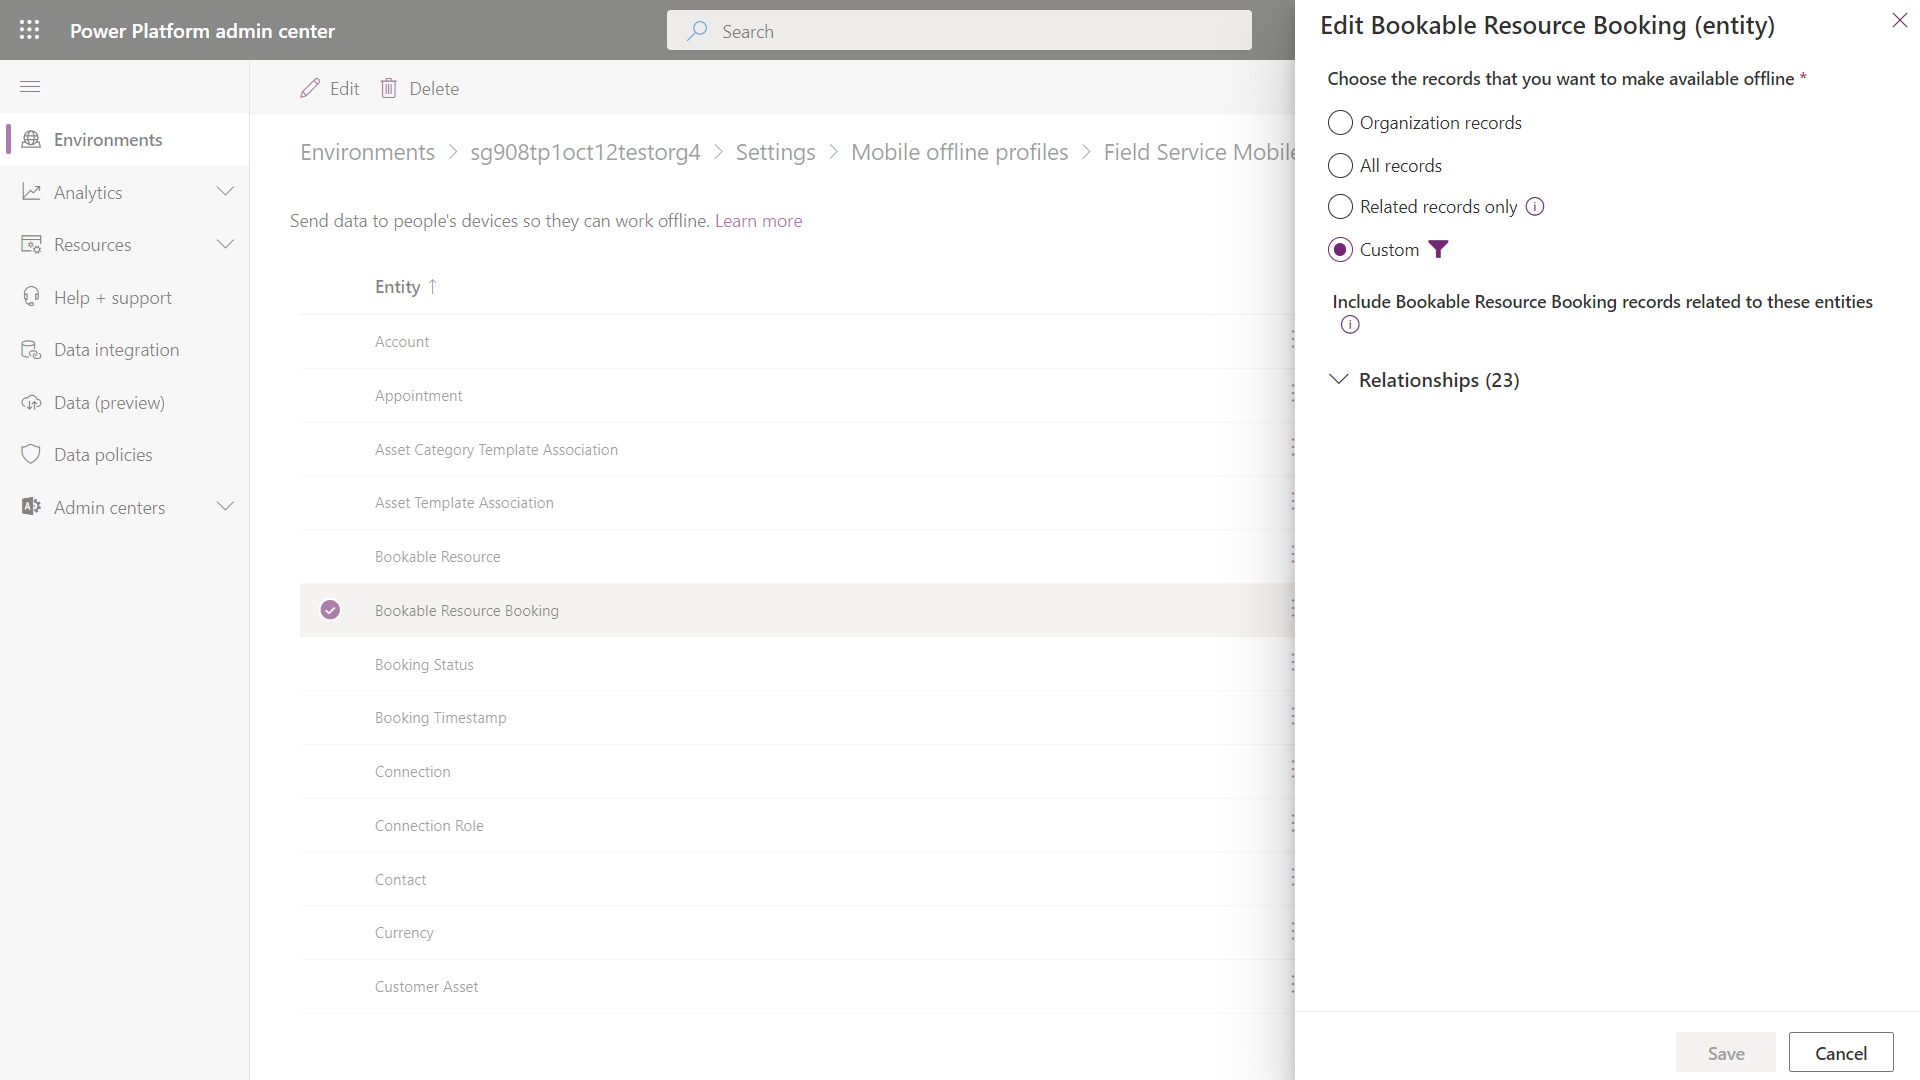 Power Platform admin center
Search
Edit Delete
Environments
Analytics
Resources
Help + support
Data integration
Data (preview)
Data policies
Admin centers
Environments > sg908tp1oct12testorg4 > Settings > Mobile offline profiles > Field Service Mobile
Send data to people's devices so they can work offline. Learn more
Entity ↑
Account
Appointment
Asset Category Template Association
Asset Template Association
Bookable Resource
Bookable Resource Booking
Booking Status
Booking Timestamp
Connection
Connection Role
Contact
Currency
Customer Asset
Edit Bookable Resource Booking (entity)
Choose the records that you want to make available offline *
Organization records
All records
Related records only
Custom
Include Bookable Resource Booking records related to these entities
Relationships (23)
Save Cancel